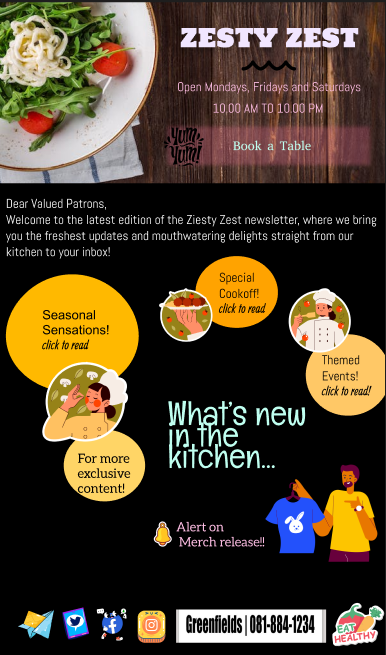 ZESTY ZEST
Open Mondays, Fridays and Saturdays
10.00 AM TO 10.00 PM
Yum
Yum!
Book a Table
Dear Valued Patrons,
Welcome to the latest edition of the Ziesty Zest newsletter, where we bring
you the freshest updates and mouthwatering delights straight from our
kitchen to your inbox!
Special
Cookoff!
click to read
Seasonal
Sensations!
click to read
Themed
Events!
click to read!
What's new
in the
kitchen...
For more
exclusive
content!
Alert on
Merch release!!
Greenfields | 081-884-1234
EAT
HEALTHY